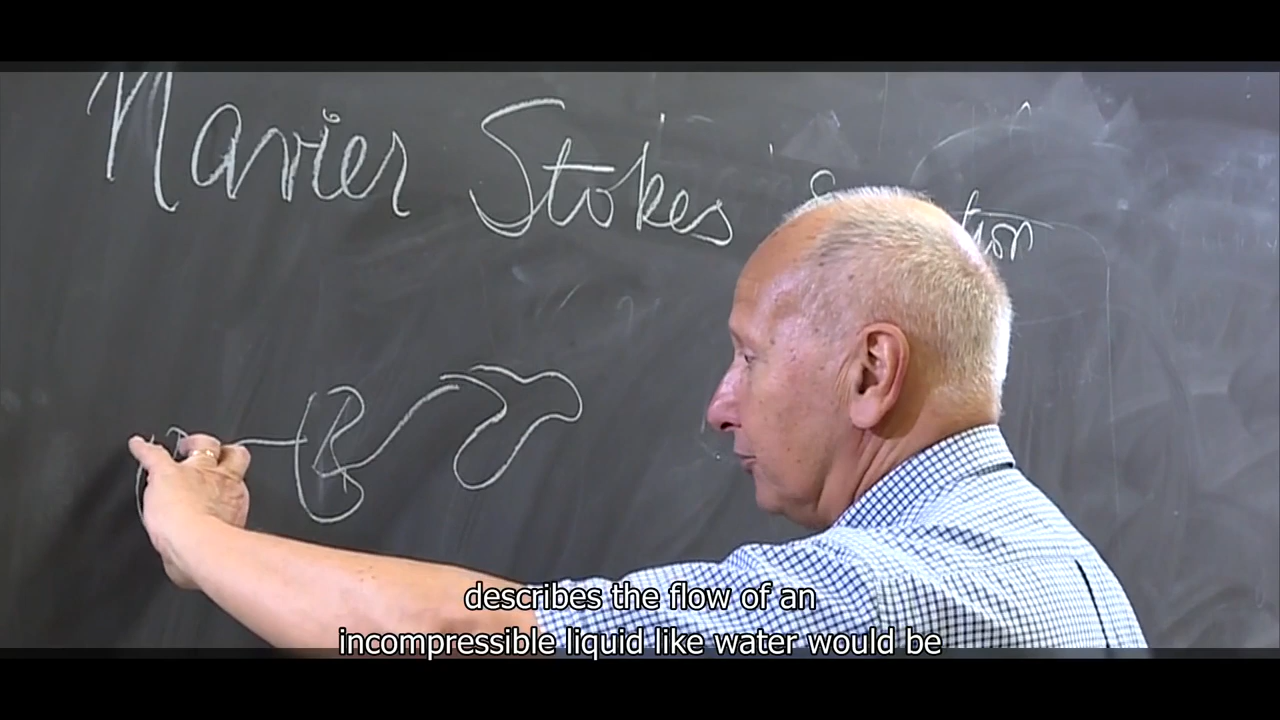 Navier Stokes
describes the flow of an
incompressible liquid like water would be